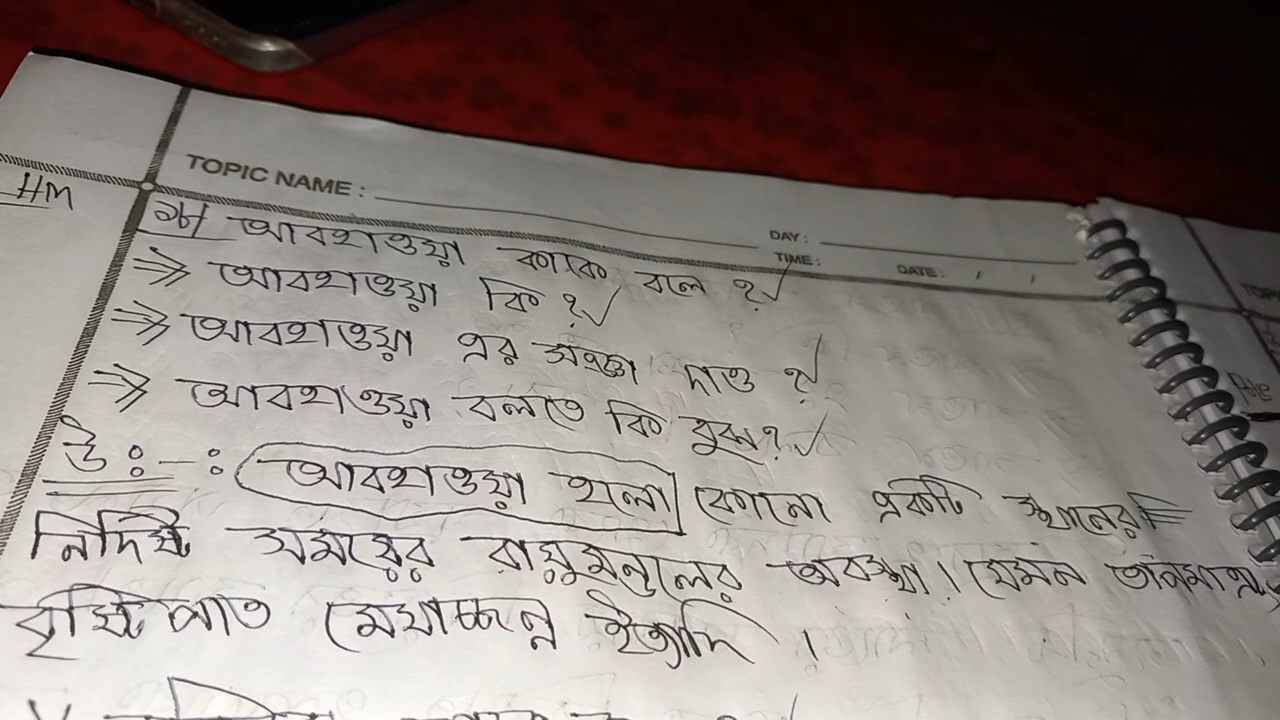 TOPIC NAME :
DAY :
TIME :
DATE : / /
HM
১৮/ আবহাওয়া কাকে বলে ?
⇒ আবহাওয়া কি ?
⇒ আবহাওয়া এর সংজ্ঞা দাও ?
⇒ আবহাওয়া বলতে কি বুঝ ?
উঃ–: আবহাওয়া হলো কোনো একটি স্থানের
নির্দিষ্ট সময়ের বায়ুমন্ডলের অবস্থা। যেমন তাপমাত্রা,
বৃষ্টিপাত মেঘাচ্ছন্ন ইত্যাদি ।